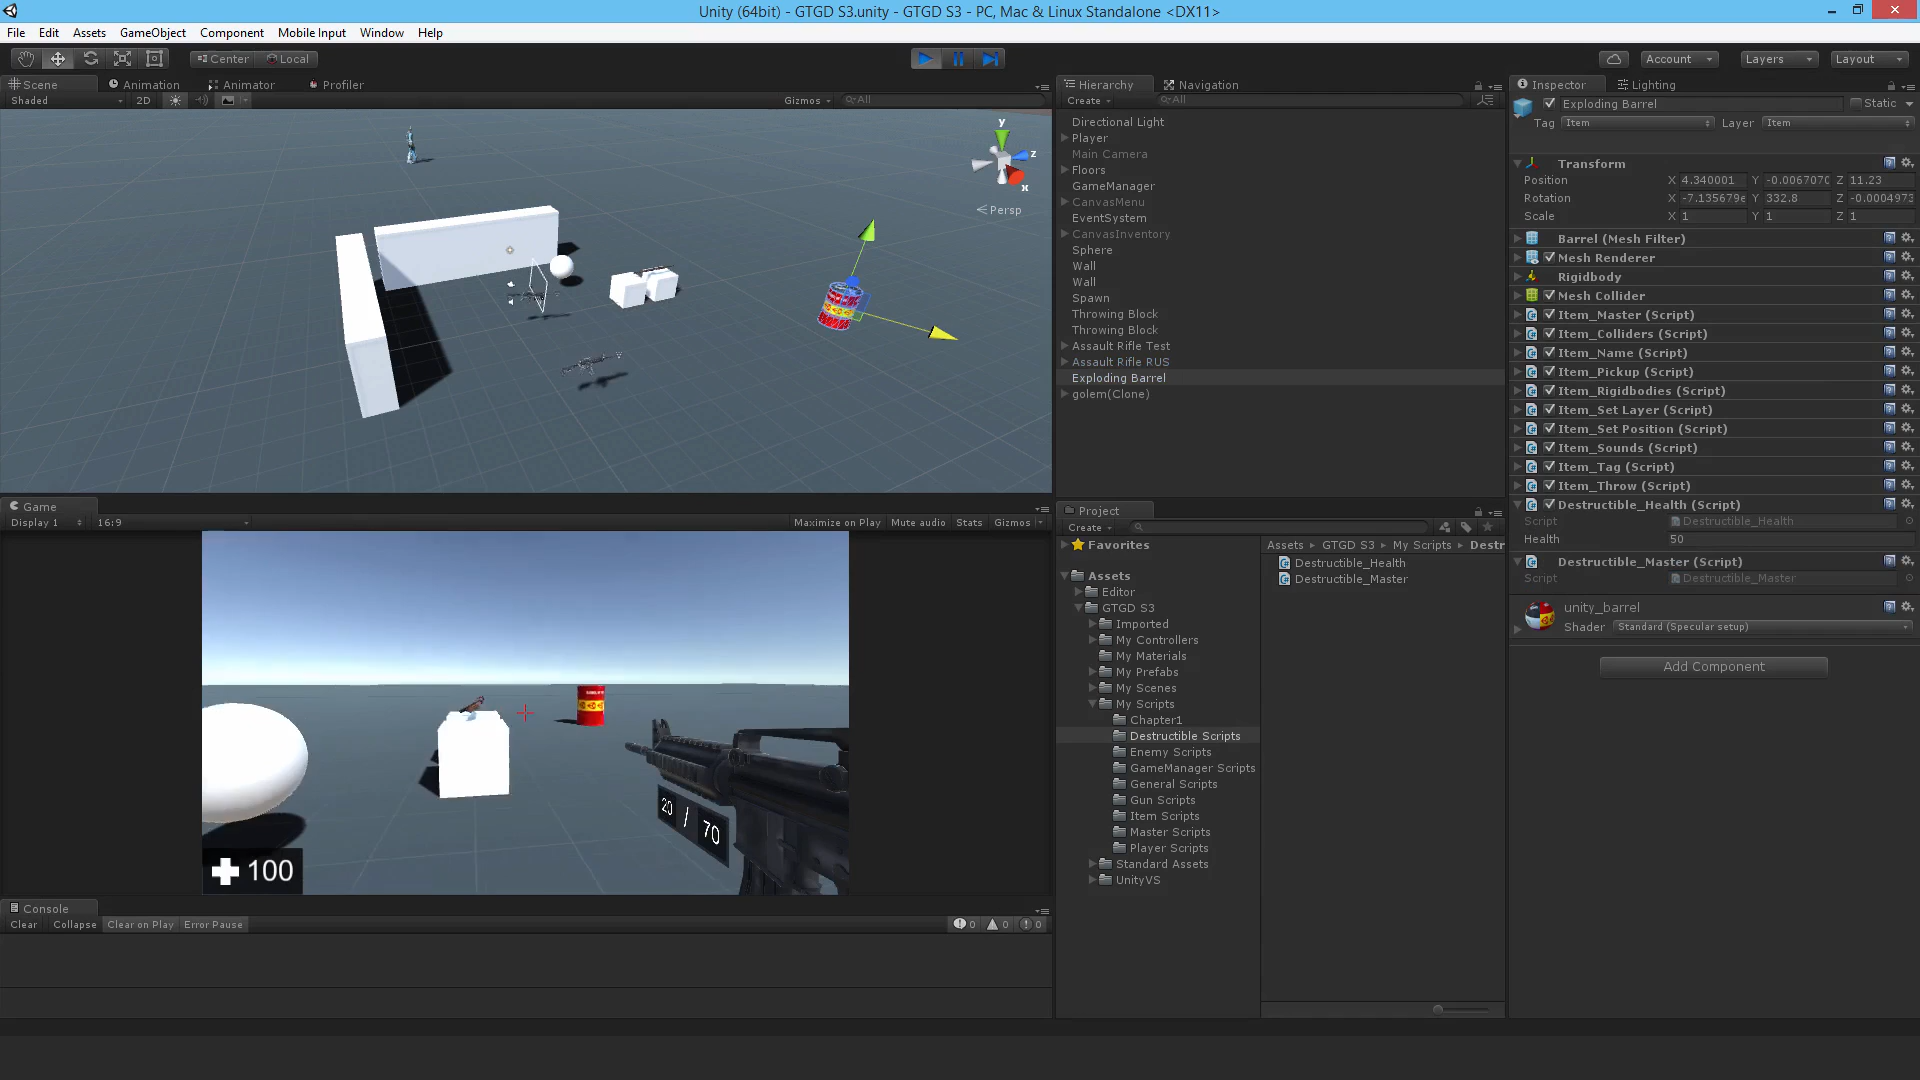 Unity (64bit) - GTGD S3.unity - GTGD S3 - PC, Mac & Linux Standalone <DX11>
File Edit Assets GameObject Component Mobile Input Window Help
Center Local
Account Layers Layout
Scene Animation Animator Profiler
Shaded 2D Gizmos All
y
z
x
Persp
Game
Display 1 16:9 Maximize on Play Mute audio Stats Gizmos
20 / 70
100
Console
Clear Collapse Clear on Play Error Pause 0 0 0
Hierarchy Navigation
Create All
Directional Light
Player
Main Camera
Floors
GameManager
CanvasMenu
EventSystem
CanvasInventory
Sphere
Wall
Wall
Spawn
Throwing Block
Throwing Block
Assault Rifle Test
Assault Rifle RUS
Exploding Barrel
golem(Clone)
Project
Create
Favorites
Assets
Editor
GTGD S3
Imported
My Controllers
My Materials
My Prefabs
My Scenes
My Scripts
Chapter1
Destructible Scripts
Enemy Scripts
GameManager Scripts
General Scripts
Gun Scripts
Item Scripts
Master Scripts
Player Scripts
Standard Assets
UnityVS
Assets GTGD S3 My Scripts Destr
Destructible_Health
Destructible_Master
Inspector Lighting
Exploding Barrel Static
Tag Item Layer Item
Transform
Position X 4.340001 Y -0.0067070 Z 11.23
Rotation X -7.135679e Y 332.8 Z -0.0004973
Scale X 1 Y 1 Z 1
Barrel (Mesh Filter)
Mesh Renderer
Rigidbody
Mesh Collider
Item_Master (Script)
Item_Colliders (Script)
Item_Name (Script)
Item_Pickup (Script)
Item_Rigidbodies (Script)
Item_Set Layer (Script)
Item_Set Position (Script)
Item_Sounds (Script)
Item_Tag (Script)
Item_Throw (Script)
Destructible_Health (Script)
Script Destructible_Health
Health 50
Destructible_Master (Script)
Script Destructible_Master
unity_barrel
Shader Standard (Specular setup)
Add Component